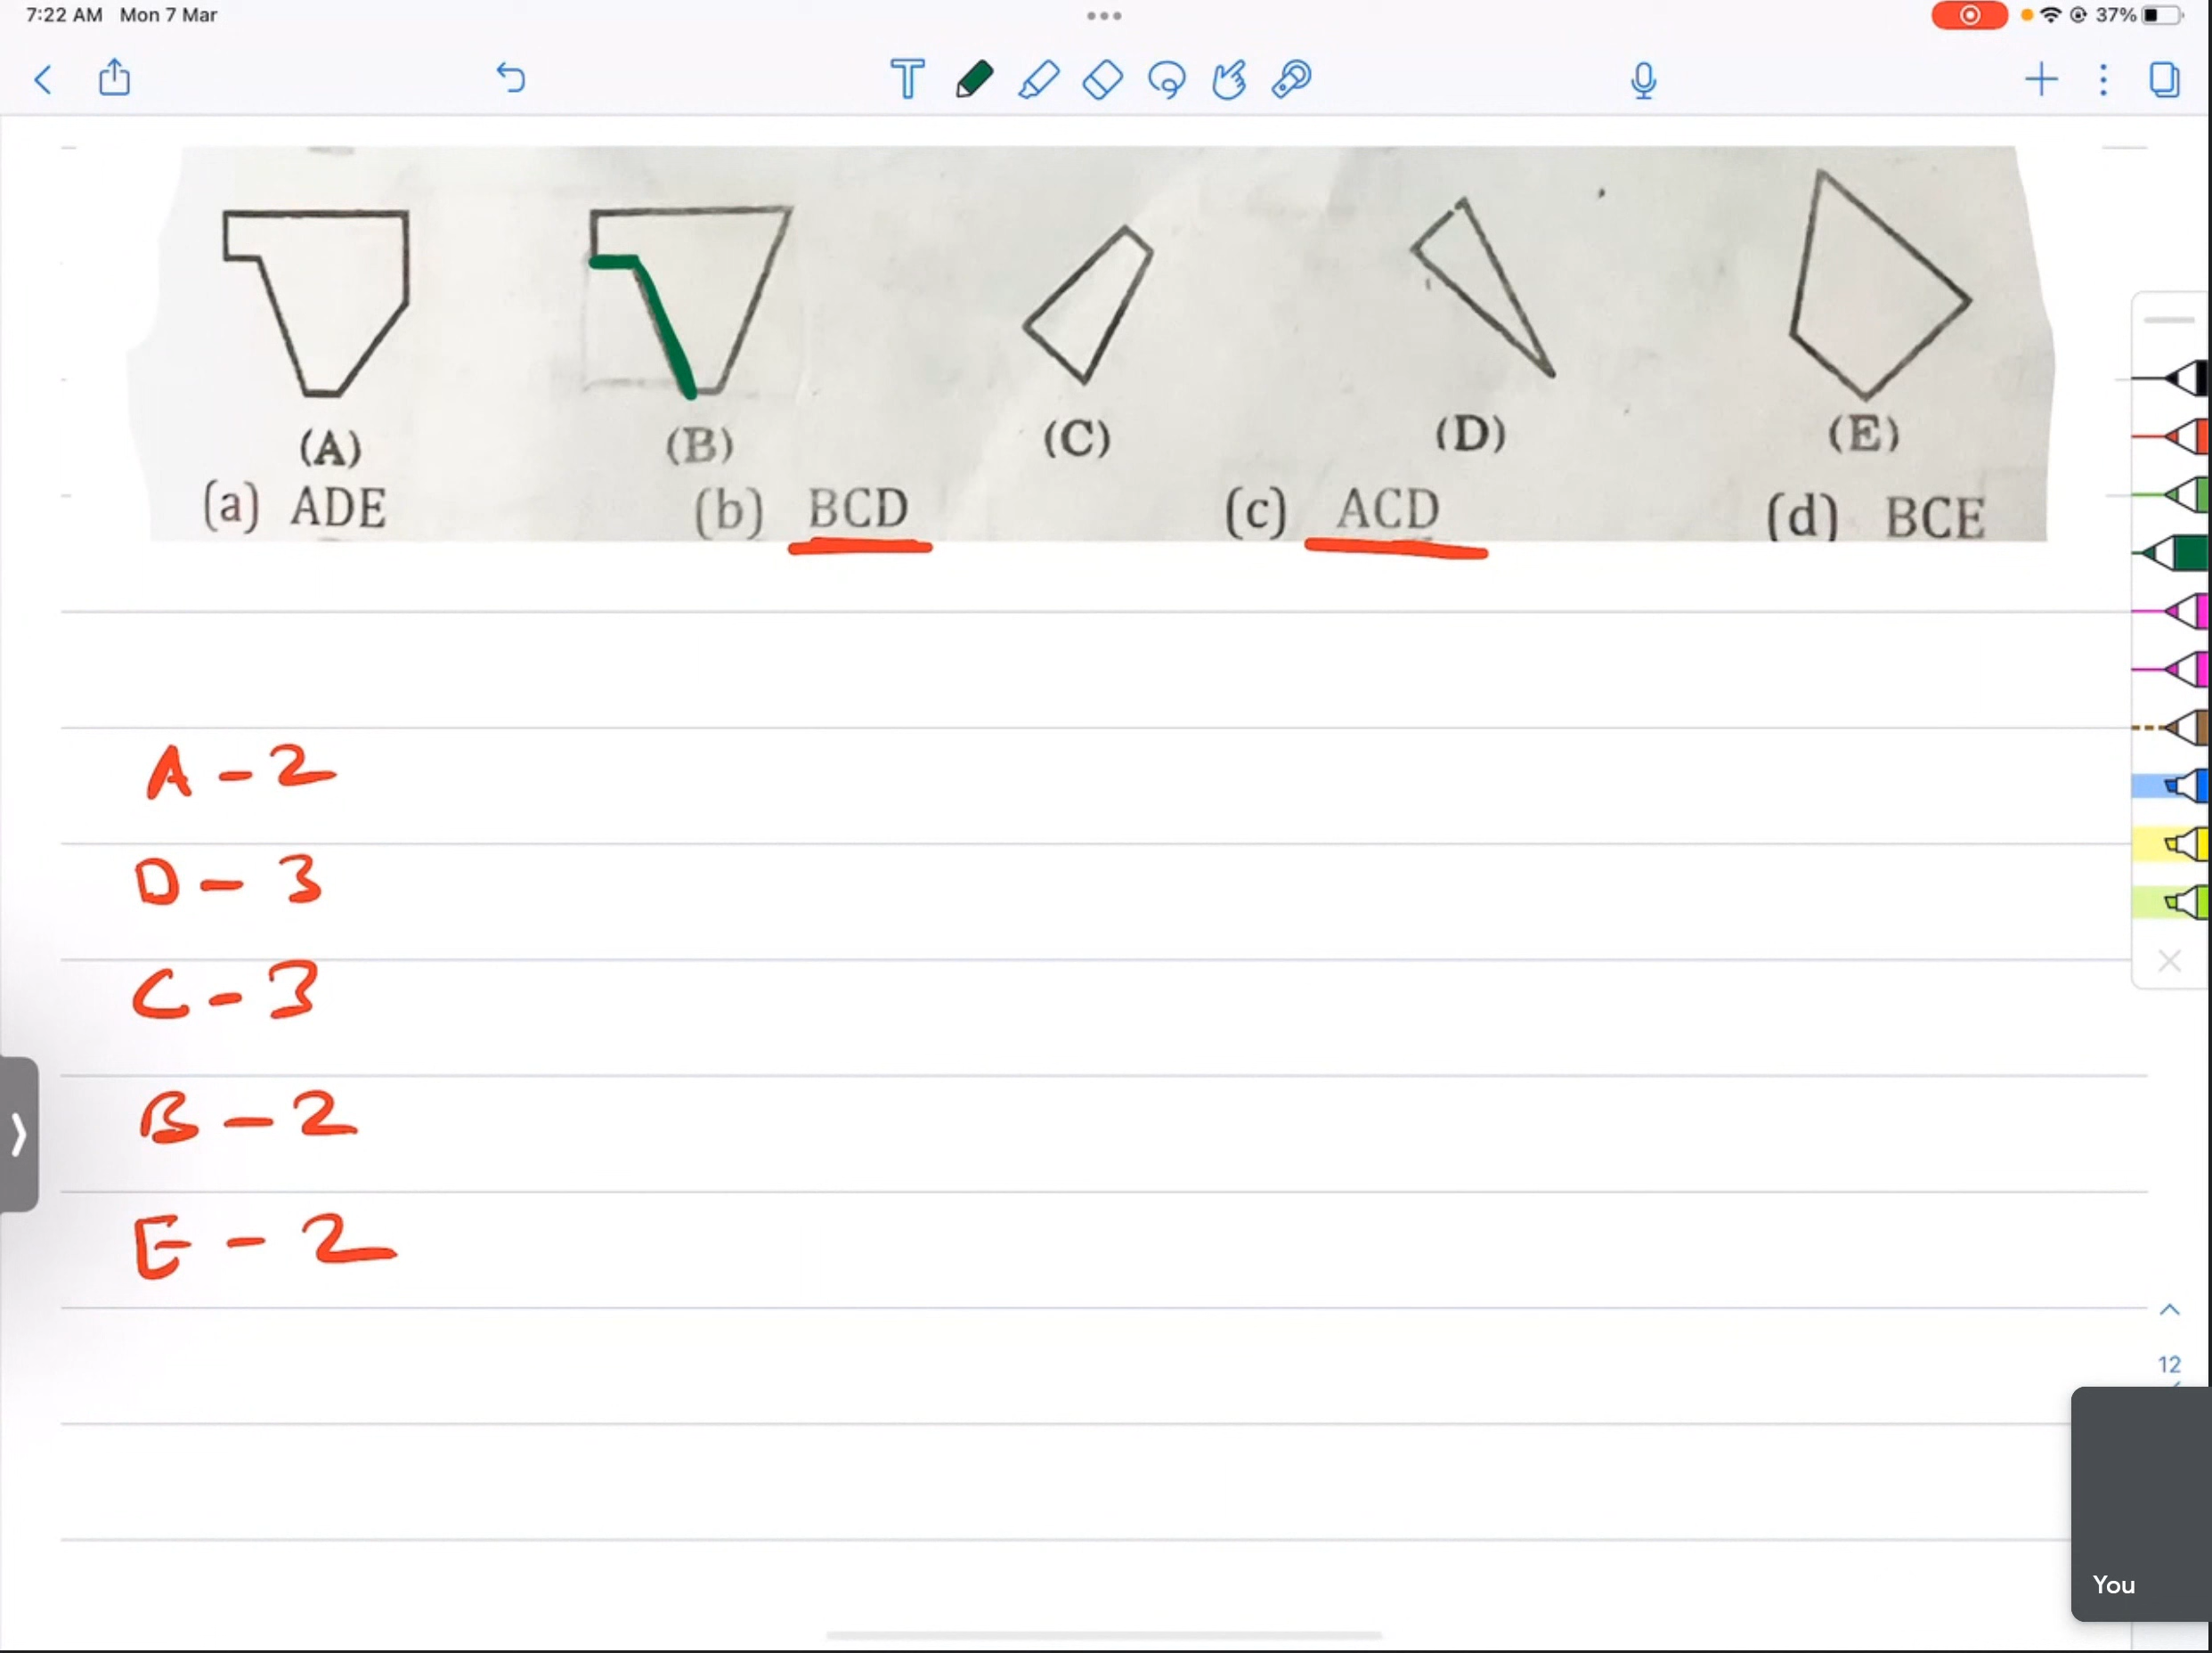 7:22 AM Mon 7 Mar
37%
(A) (B) (C) (D) (E)
(a) ADE (b) BCD (c) ACD (d) BCE
A - 2
D - 3
C - 3
B - 2
E - 2
12
You